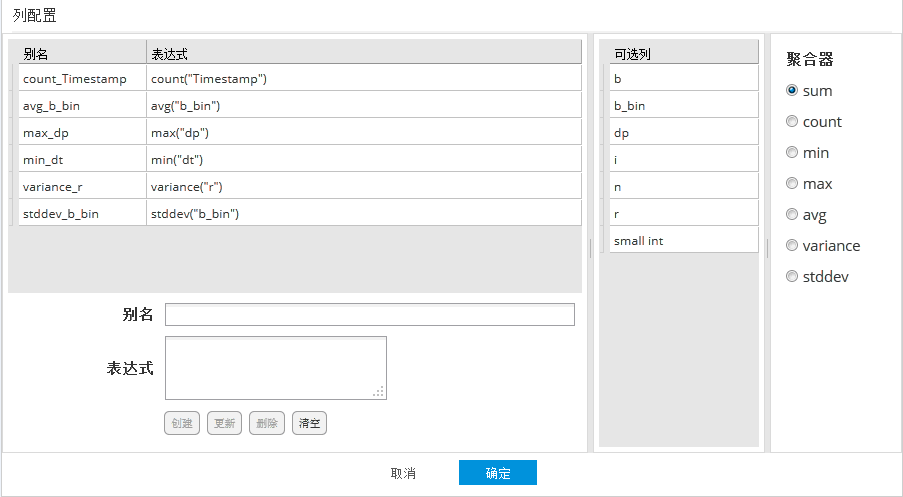 列配置
别名 表达式
count_Timestamp count("Timestamp")
avg_b_bin avg("b_bin")
max_dp max("dp")
min_dt min("dt")
variance_r variance("r")
stddev_b_bin stddev("b_bin")
别名
表达式
创建 更新 删除 清空
可选列
b
b_bin
dp
i
n
r
small int
聚合器
sum
count
min
max
avg
variance
stddev
取消 确定